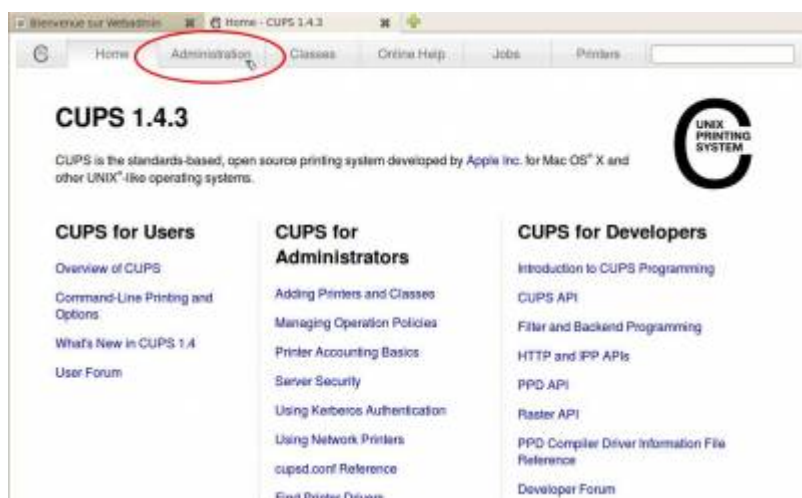 Bienvenue sur Webadmin
Home - CUPS 1.4.3
Home Administration Classes Online Help Jobs Printers
CUPS 1.4.3
UNIX
PRINTING
SYSTEM
CUPS is the standards-based, open source printing system developed by Apple Inc. for Mac OS® X and
other UNIX®-like operating systems.
CUPS for Users
Overview of CUPS
Command-Line Printing and
Options
What's New in CUPS 1.4
User Forum
CUPS for
Administrators
Adding Printers and Classes
Managing Operation Policies
Printer Accounting Basics
Server Security
Using Kerberos Authentication
Using Network Printers
cupsd.conf Reference
Find Printer Drivers
CUPS for Developers
Introduction to CUPS Programming
CUPS API
Filter and Backend Programming
HTTP and IPP APIs
PPD API
Raster API
PPD Compiler Driver Information File
Reference
Developer Forum